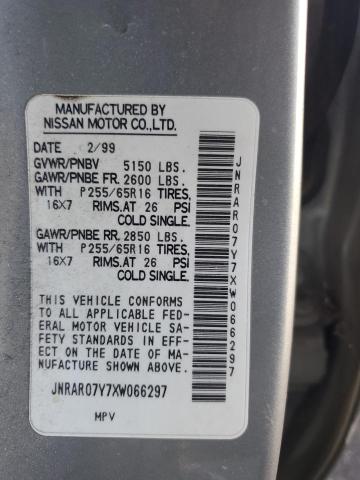 MANUFACTURED BY
NISSAN MOTOR CO.,LTD.
DATE 2/99
GVWR/PNBV 5150 LBS.
GAWR/PNBE FR. 2600 LBS.
WITH P255/65R16 TIRES,
16X7 RIMS.AT 26 PSI
COLD SINGLE.
GAWR/PNBE RR. 2850 LBS.
WITH P255/65R16 TIRES,
16X7 RIMS.AT 26 PSI
COLD SINGLE.
THIS VEHICLE CONFORMS
TO ALL APPLICABLE FED-
ERAL MOTOR VEHICLE SA-
FETY STANDARDS IN EFF-
ECT ON THE DATE OF MA-
NUFACTURE SHOWN ABOVE.
JNRAR07Y7XW066297
MPV
JNRAR07Y7XW066297